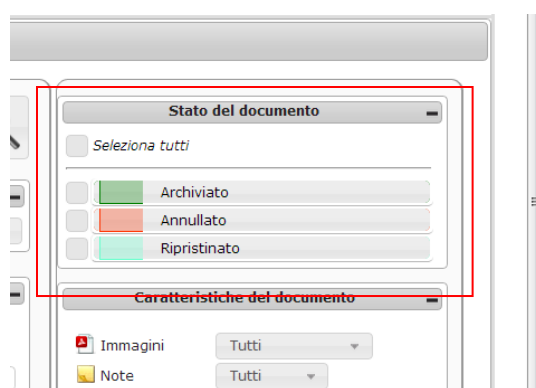 Stato del documento
Seleziona tutti
Archiviato
Annullato
Ripristinato
Caratteristiche del documento
Immagini Tutti
Note Tutti